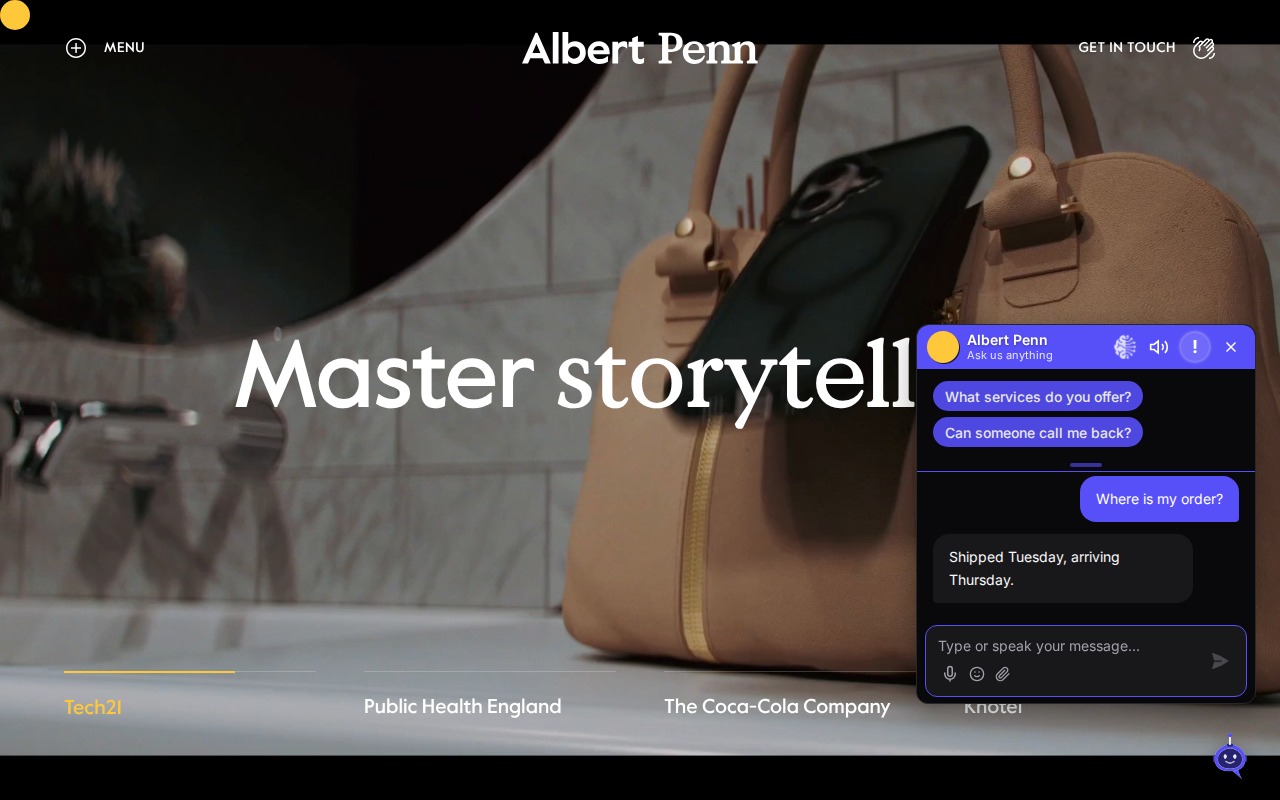 MENU
Albert Penn
GET IN TOUCH
Master storytell
Albert Penn
Ask us anything
What services do you offer?
Can someone call me back?
Where is my order?
Shipped Tuesday, arriving
Thursday.
Type or speak your message...
Tech21
Public Health England
The Coca-Cola Company
Knotel